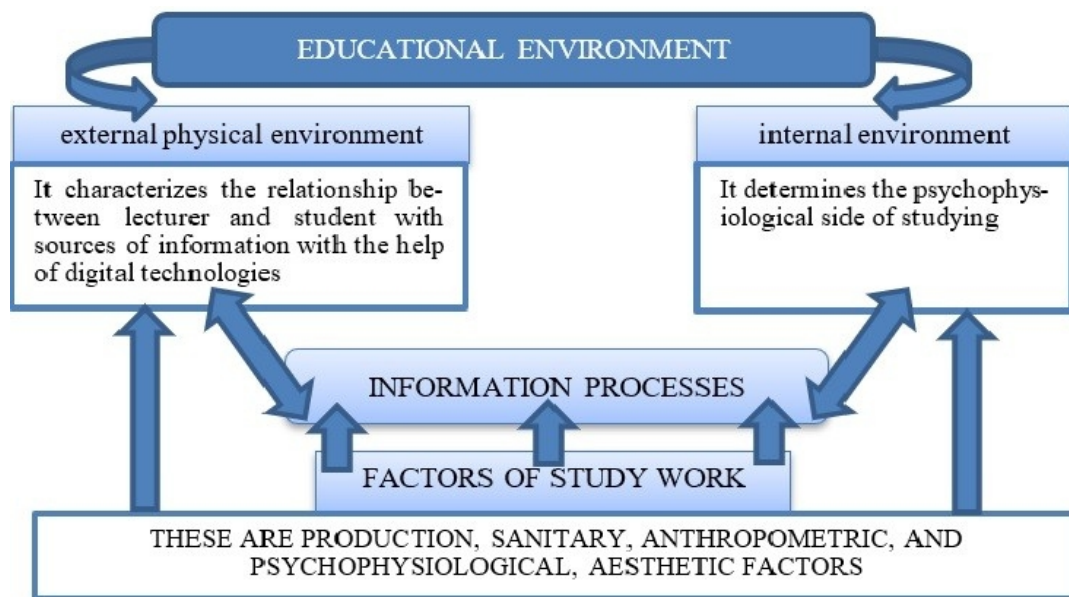 EDUCATIONAL ENVIRONMENT
external physical environment
It characterizes the relationship be-
tween lecturer and student with
sources of information with the help
of digital technologies
internal environment
It determines the psychophys-
iological side of studying
INFORMATION PROCESSES
FACTORS OF STUDY WORK
THESE ARE PRODUCTION, SANITARY, ANTHROPOMETRIC, AND
PSYCHOPHYSIOLOGICAL, AESTHETIC FACTORS